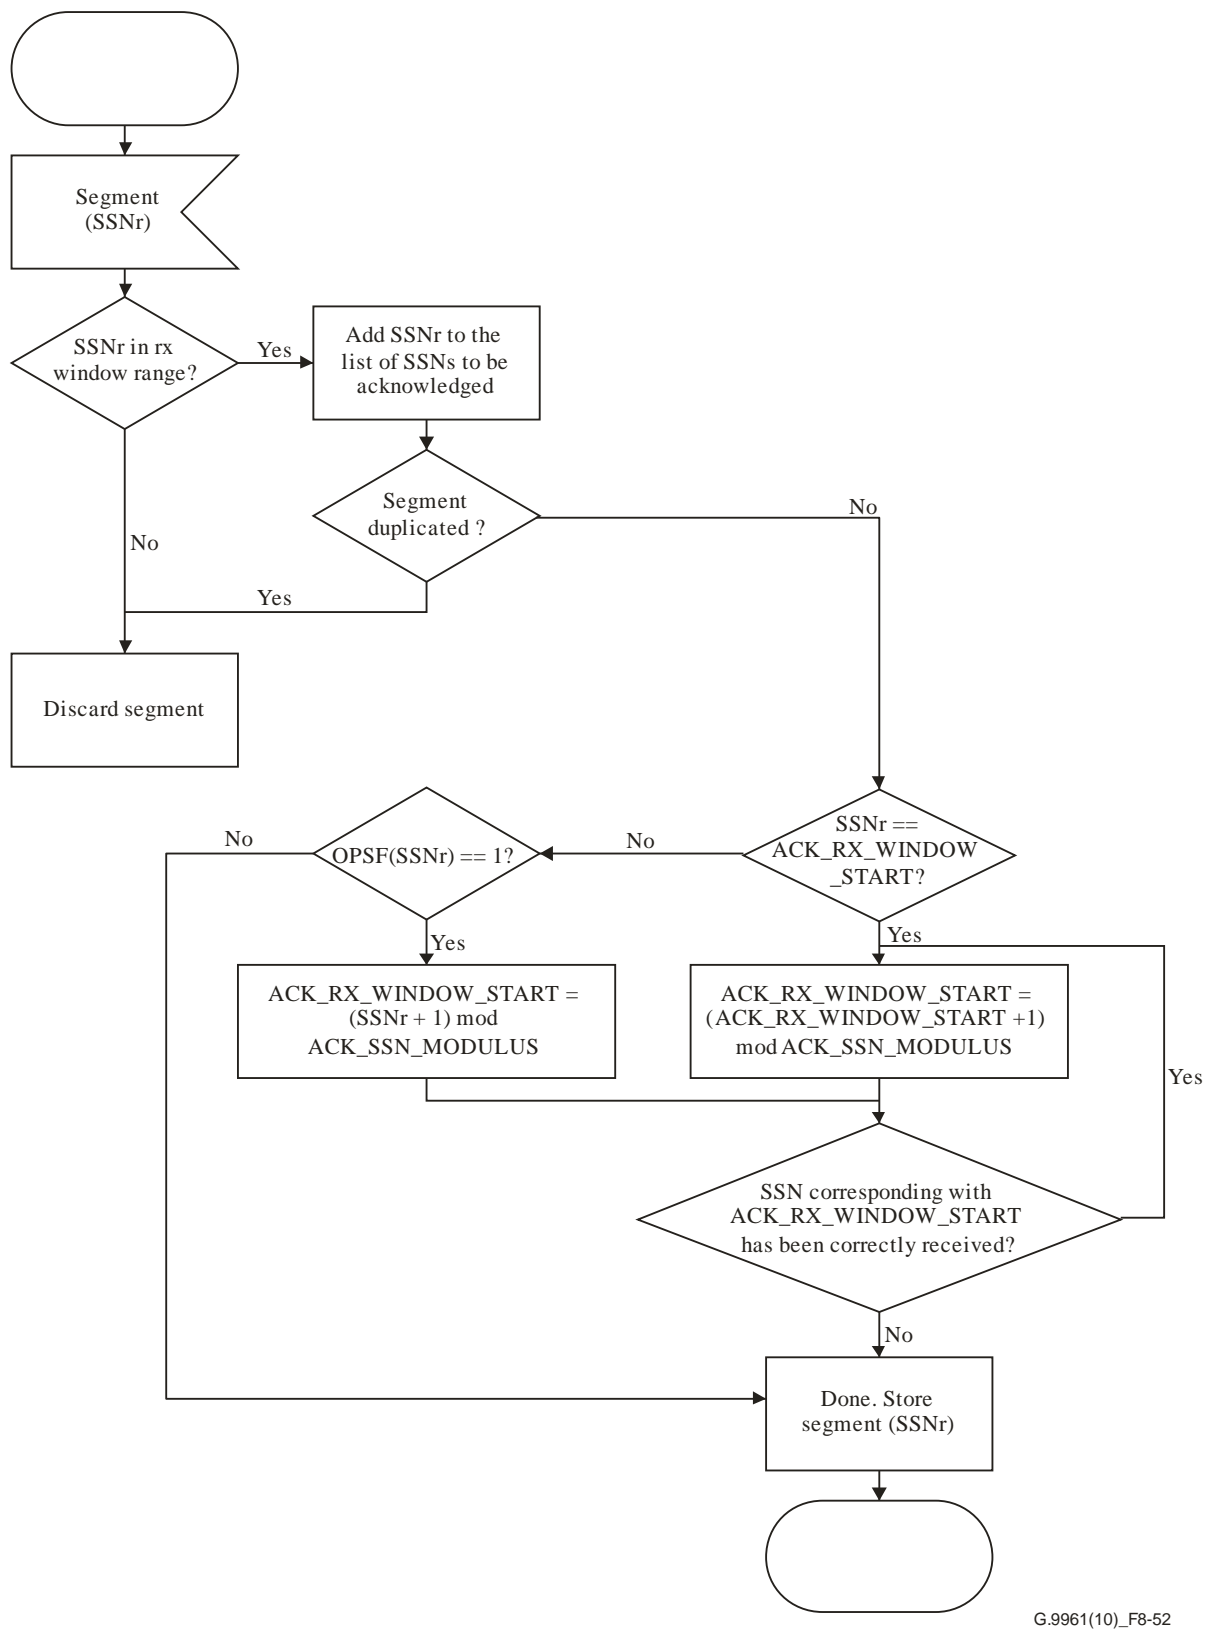 Segment
(SSNr)
SSNr in rx
window range?
Yes
Add SSNr to the
list of SSNs to be
acknowledged
No
Segment
duplicated ?
No
Yes
Discard segment
SSNr ==
ACK_RX_WINDOW
_START?
No
OPSF(SSNr) == 1?
No
Yes
Yes
ACK_RX_WINDOW_START =
(SSNr + 1) mod
ACK_SSN_MODULUS
ACK_RX_WINDOW_START =
(ACK_RX_WINDOW_START +1)
mod ACK_SSN_MODULUS
Yes
SSN corresponding with
ACK_RX_WINDOW_START
has been correctly received?
No
Done. Store
segment (SSNr)
G.9961(10)_F8-52